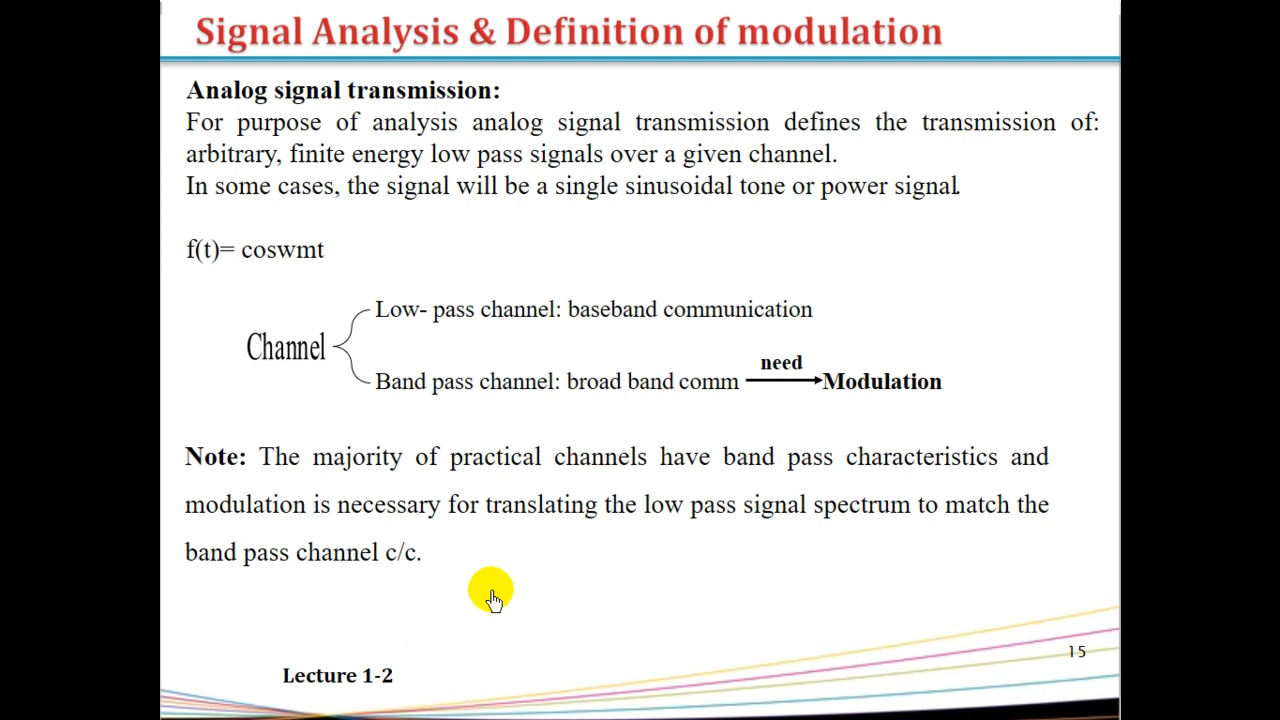 Signal Analysis & Definition of modulation
Analog signal transmission:
For purpose of analysis analog signal transmission defines the transmission of:
arbitrary, finite energy low pass signals over a given channel.
In some cases, the signal will be a single sinusoidal tone or power signal.
f(t)= coswmt
Channel
Low- pass channel: baseband communication
Band pass channel: broad band comm need Modulation
Note: The majority of practical channels have band pass characteristics and
modulation is necessary for translating the low pass signal spectrum to match the
band pass channel c/c.
15
Lecture 1-2